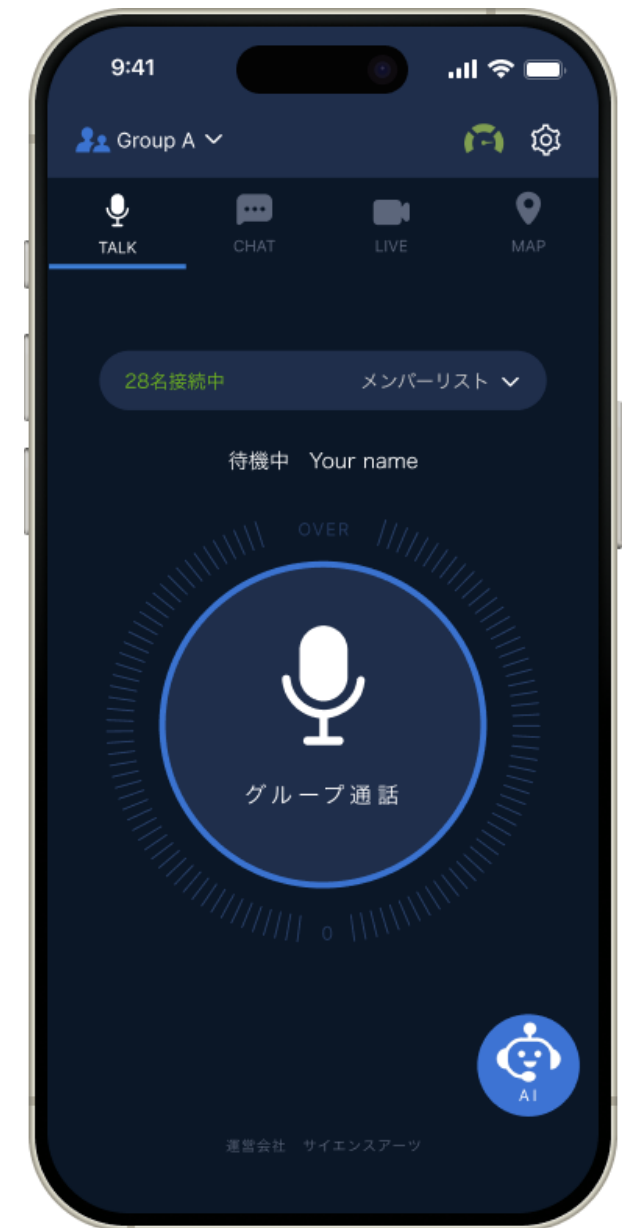 9:41
Group A
TALK
CHAT
LIVE
MAP
28名接続中
メンバーリスト
待機中 Your name
OVER
グループ通話
0
AI
運営会社 サイエンスアーツ